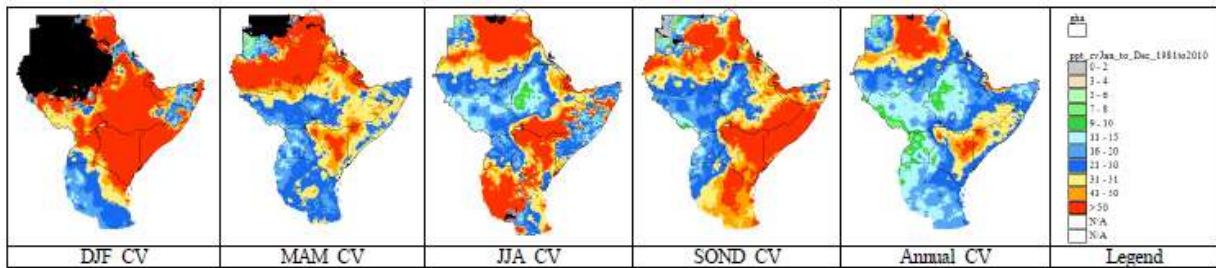 gha
ppt_cvJan_to_Dec_1981to2010
0 - 2
3 - 4
5 - 6
7 - 8
9 - 10
11 - 15
16 - 20
21 - 30
31 - 31
41 - 50
> 50
N/A
N/A
DJF CV
MAM CV
JJA CV
SOND CV
Annual CV
Legend